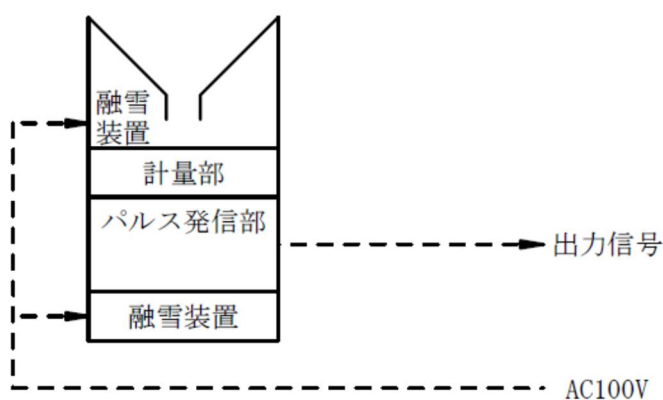 融雪
装置
計量部
パルス発信部
出力信号
融雪装置
AC100V